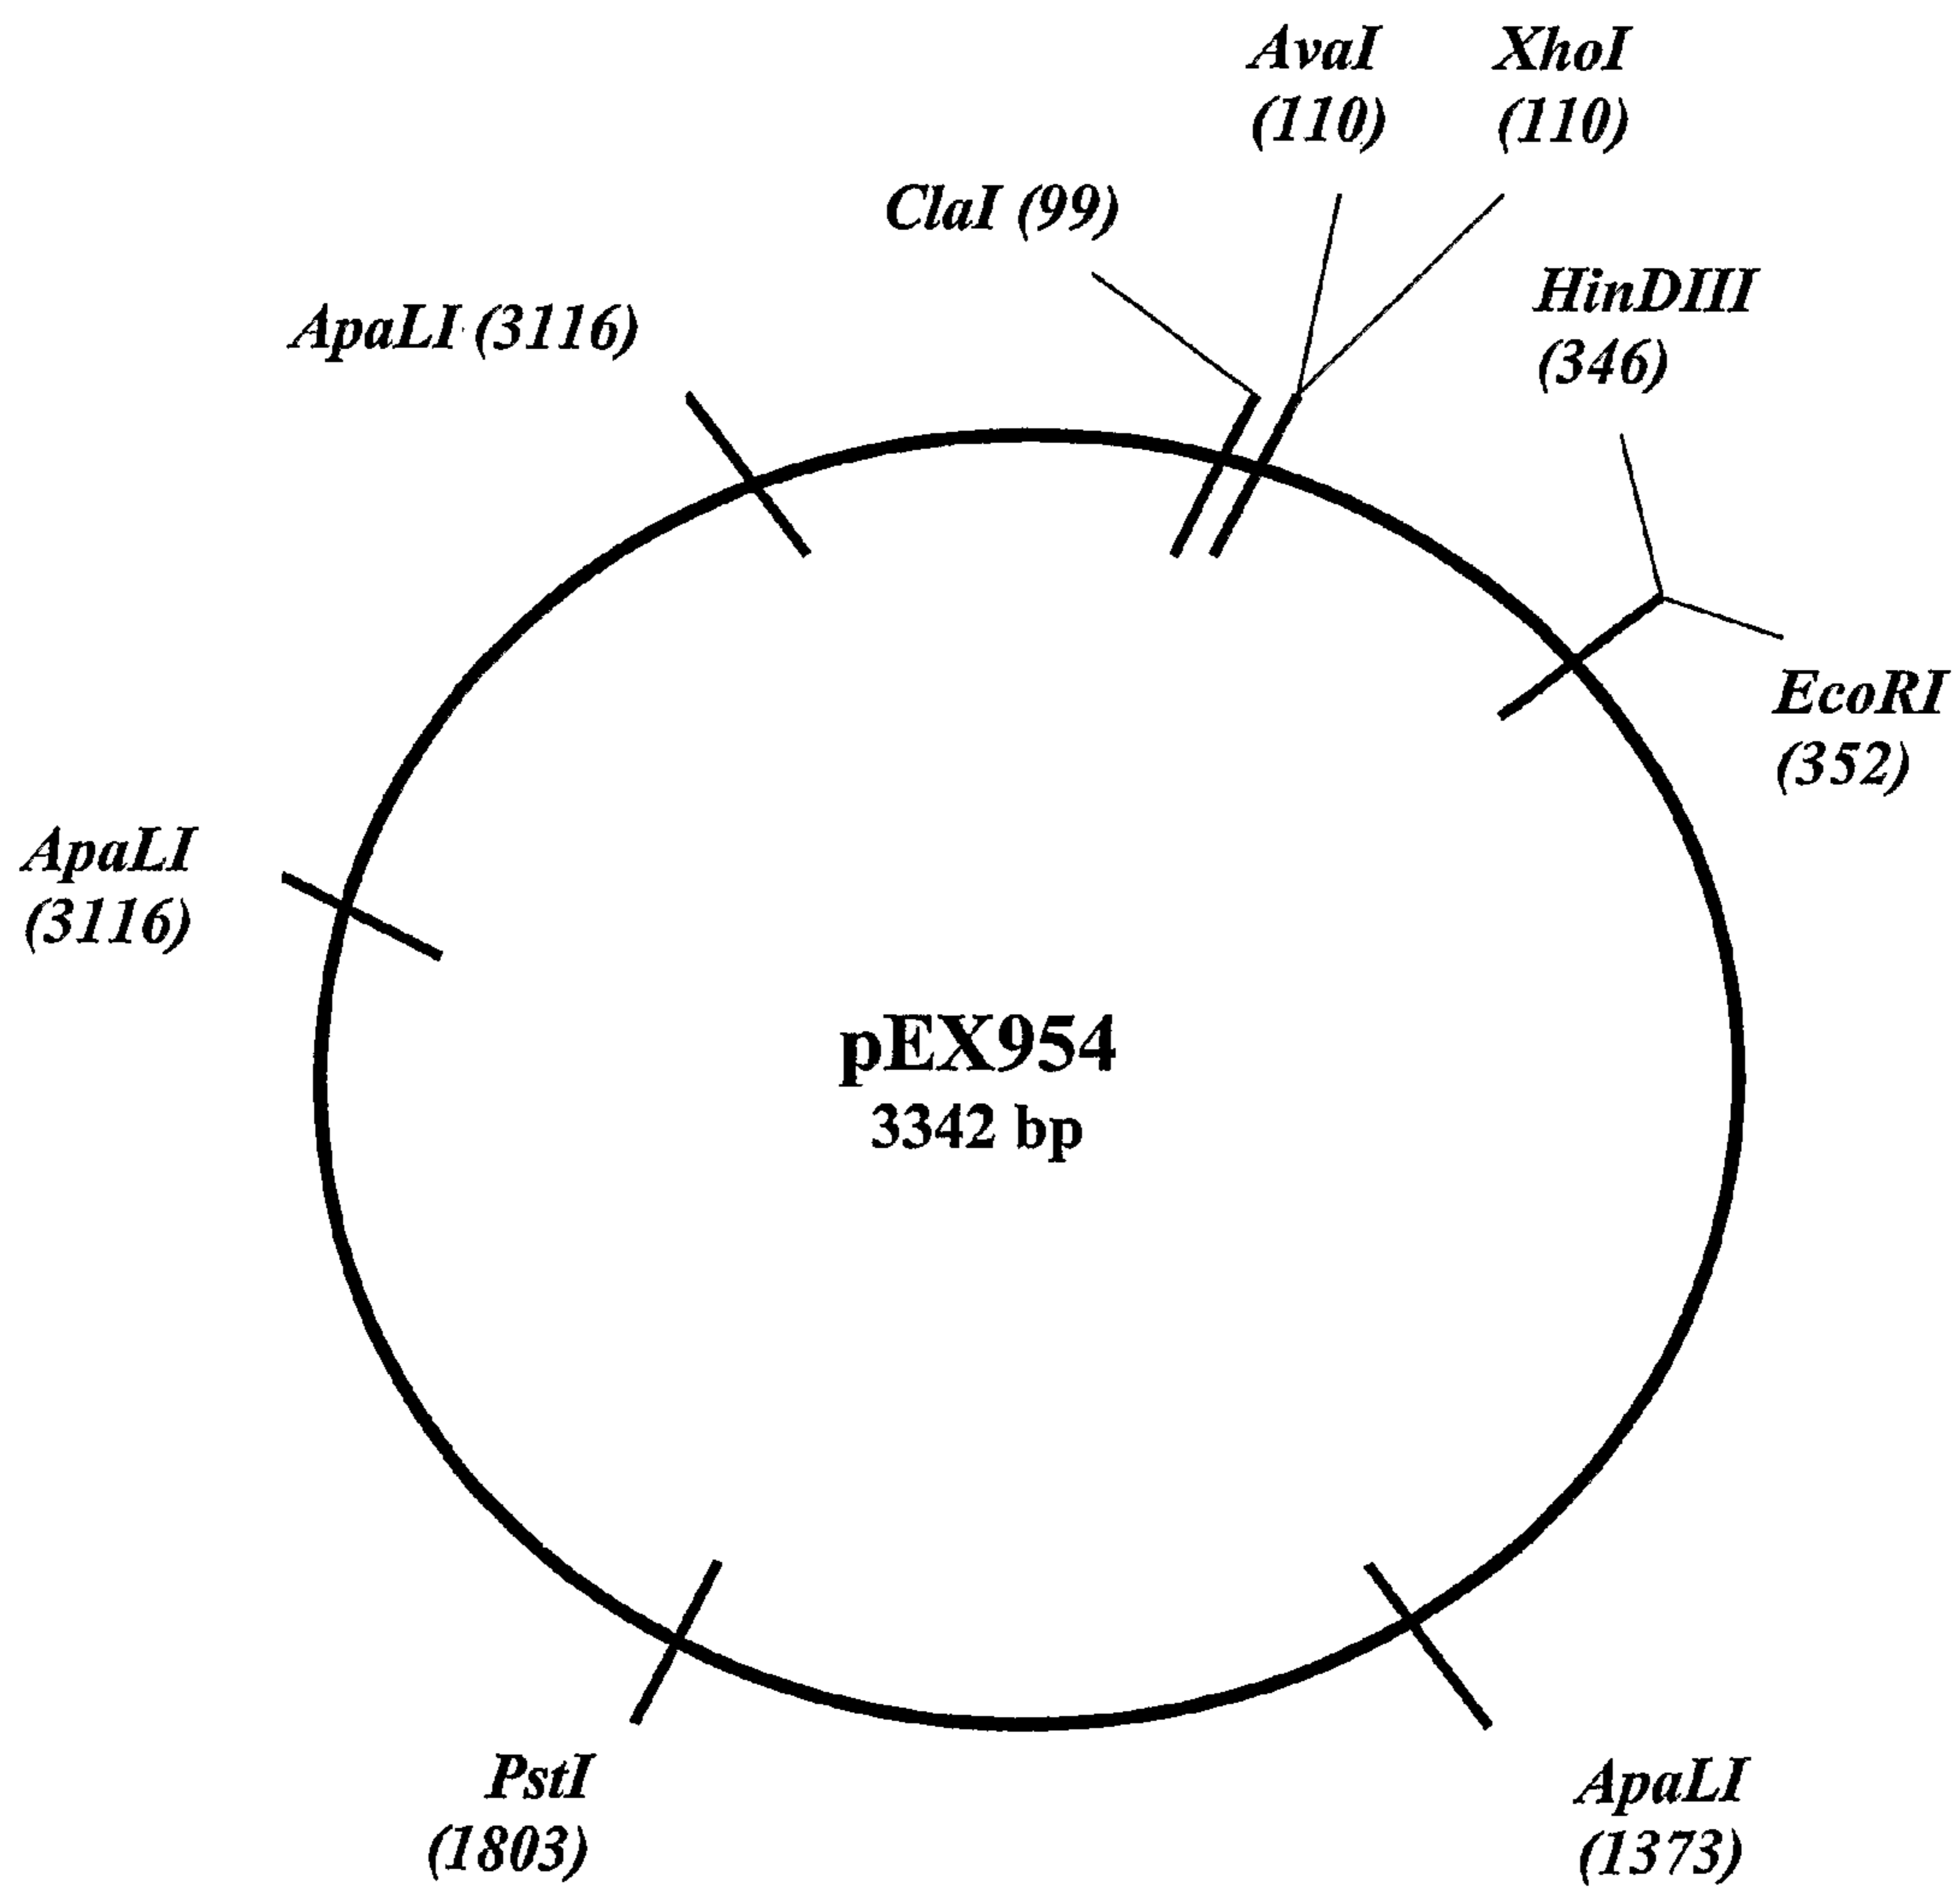 AvaI
(110)
XhoI
(110)
ClaI (99)
HinDIII
(346)
ApaLI (3116)
EcoRI
(352)
ApaLI
(3116)
pEX954
3342 bp
PstI
(1803)
ApaLI
(1373)